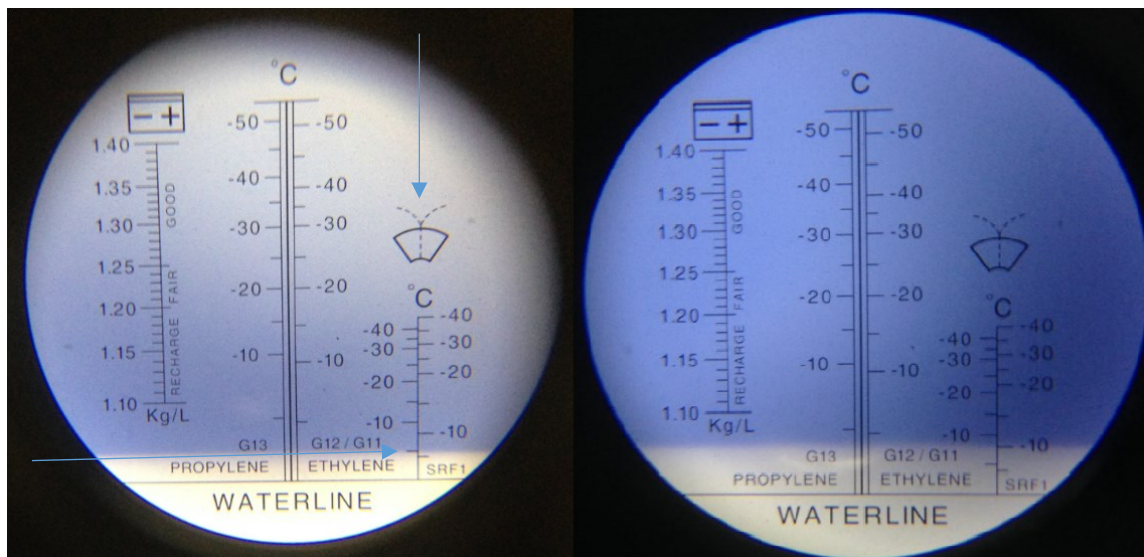 °C
- +
1.40
1.35
1.30
1.25
1.20
1.15
1.10
Kg/L
GOOD
FAIR
RECHARGE
-50
-40
-30
-20
-10
G13
PROPYLENE
-50
-40
-30
-20
-10
G12 / G11
ETHYLENE
°C
-40
-30
-20
-10
-40
-30
-20
-10
SRF1
WATERLINE
°C
- +
1.40
1.35
1.30
1.25
1.20
1.15
1.10
Kg/L
GOOD
FAIR
RECHARGE
-50
-40
-30
-20
-10
G13
PROPYLENE
-50
-40
-30
-20
-10
G12 / G11
ETHYLENE
°C
-40
-30
-20
-10
-40
-30
-20
-10
SRF1
WATERLINE